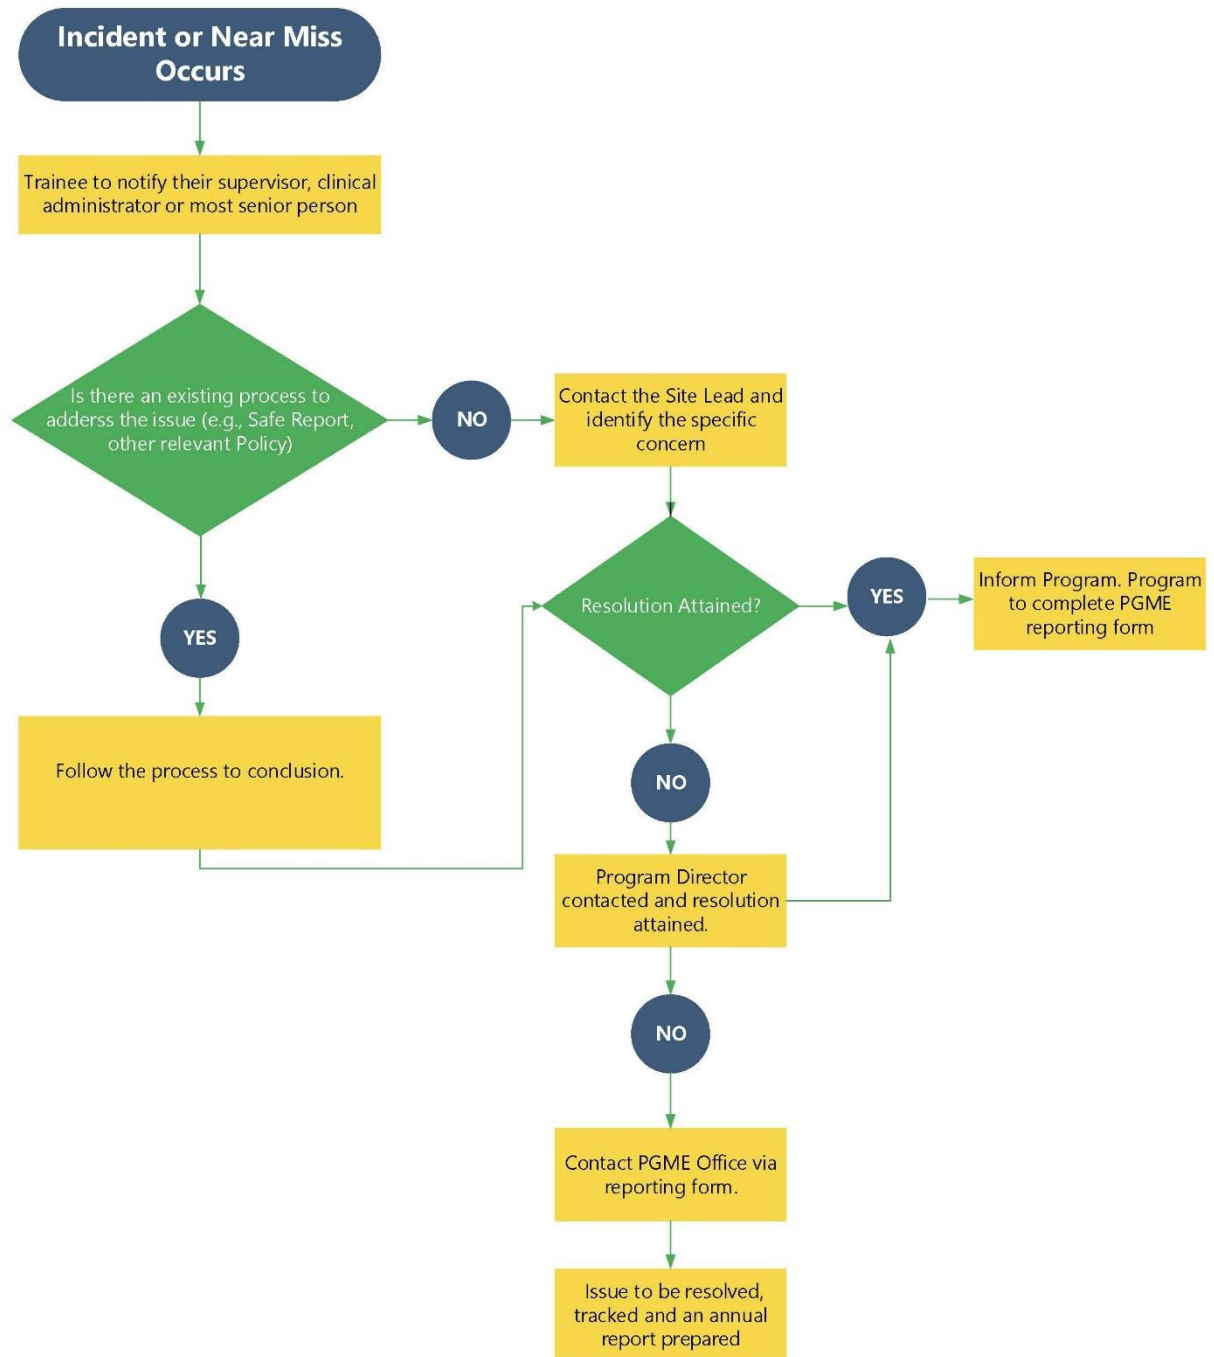 Incident or Near Miss
Occurs
Trainee to notify their supervisor, clinical
administrator or most senior person
Is there an existing process to
adderss the issue (e.g., Safe Report,
other relevant Policy)
NO
Contact the Site Lead and
identify the specific
concern
YES
Follow the process to conclusion.
Resolution Attained?
YES
Inform Program. Program
to complete PGME
reporting form
NO
Program Director
contacted and resolution
attained.
NO
Contact PGME Office via
reporting form.
Issue to be resolved,
tracked and an annual
report prepared